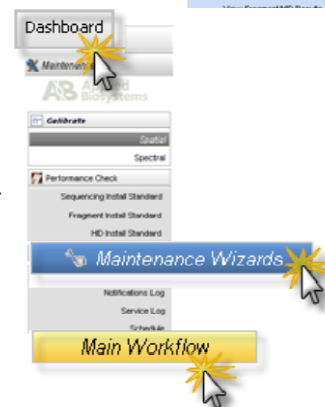 Dashboard
Maintenance
AB Applied
Biosystems
Calibrate
Spatial
Spectral
Performance Check
Sequencing Install Standard
Fragment Install Standard
HID Install Standard
Maintenance Wizards
Notifications Log
Service Log
Schedule
Main Workflow